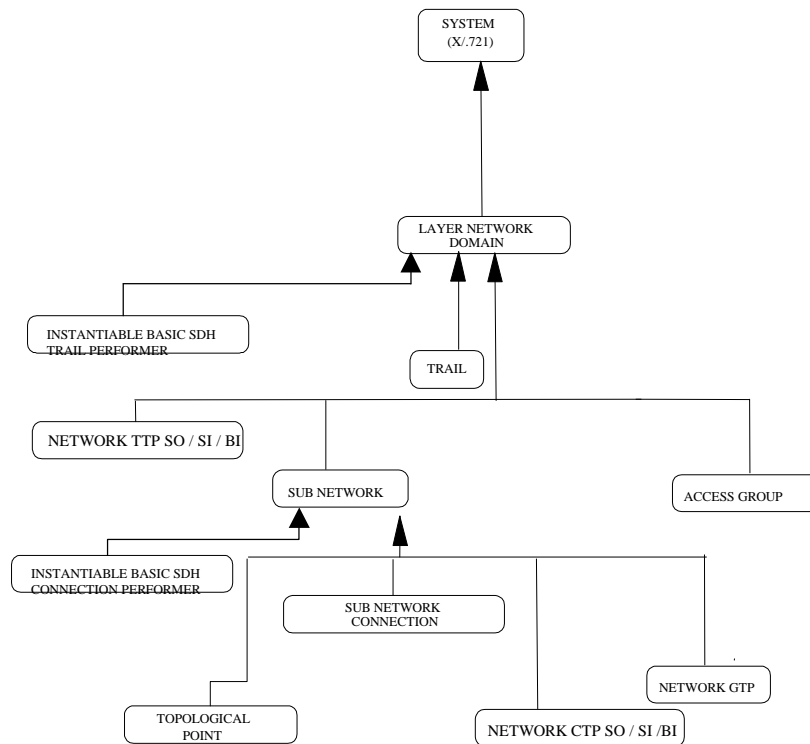 SYSTEM
(X/.721)
LAYER NETWORK
DOMAIN
INSTANTIABLE BASIC SDH
TRAIL PERFORMER
TRAIL
NETWORK TTP SO / SI / BI
SUB NETWORK
ACCESS GROUP
INSTANTIABLE BASIC SDH
CONNECTION PERFORMER
SUB NETWORK
CONNECTION
NETWORK GTP
TOPOLOGICAL
POINT
NETWORK CTP SO / SI /BI